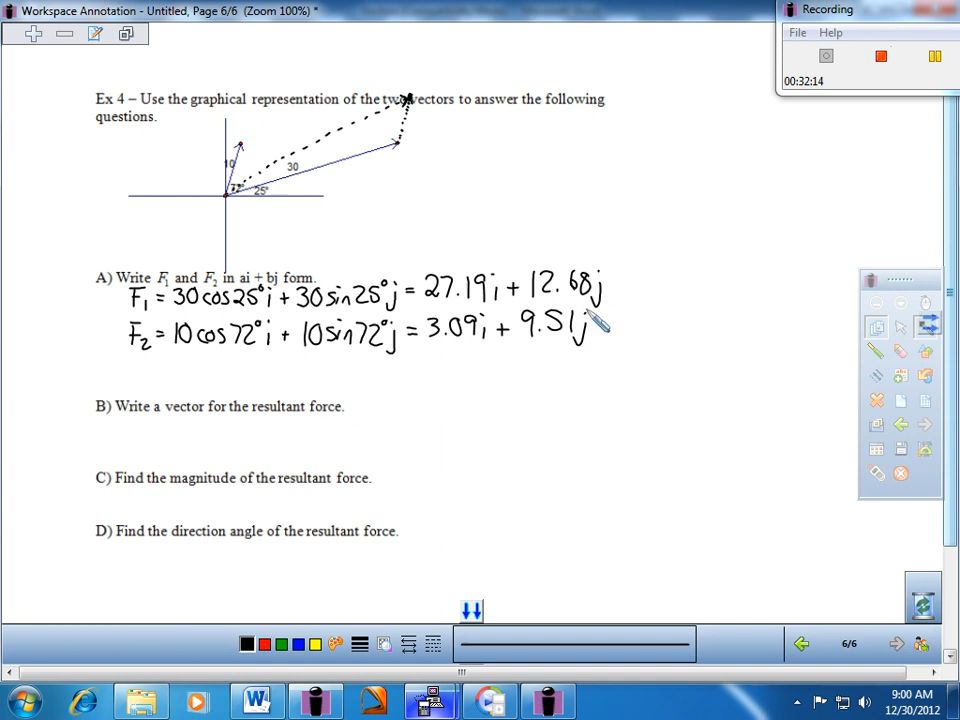 Workspace Annotation - Untitled, Page 6/6 (Zoom 100%) *
Recording
File Help
00:32:14
Ex 4 – Use the graphical representation of the two vectors to answer the following
questions.
10
30
72°
25°
A) Write F₁ and F₂ in ai + bj form.
F₁ = 30cos25°i + 30sin25°j = 27.19i + 12.68j
F₂ = 10cos72°i + 10sin72°j = 3.09i + 9.51j
B) Write a vector for the resultant force.
C) Find the magnitude of the resultant force.
D) Find the direction angle of the resultant force.
6/6
9:00 AM
12/30/2012